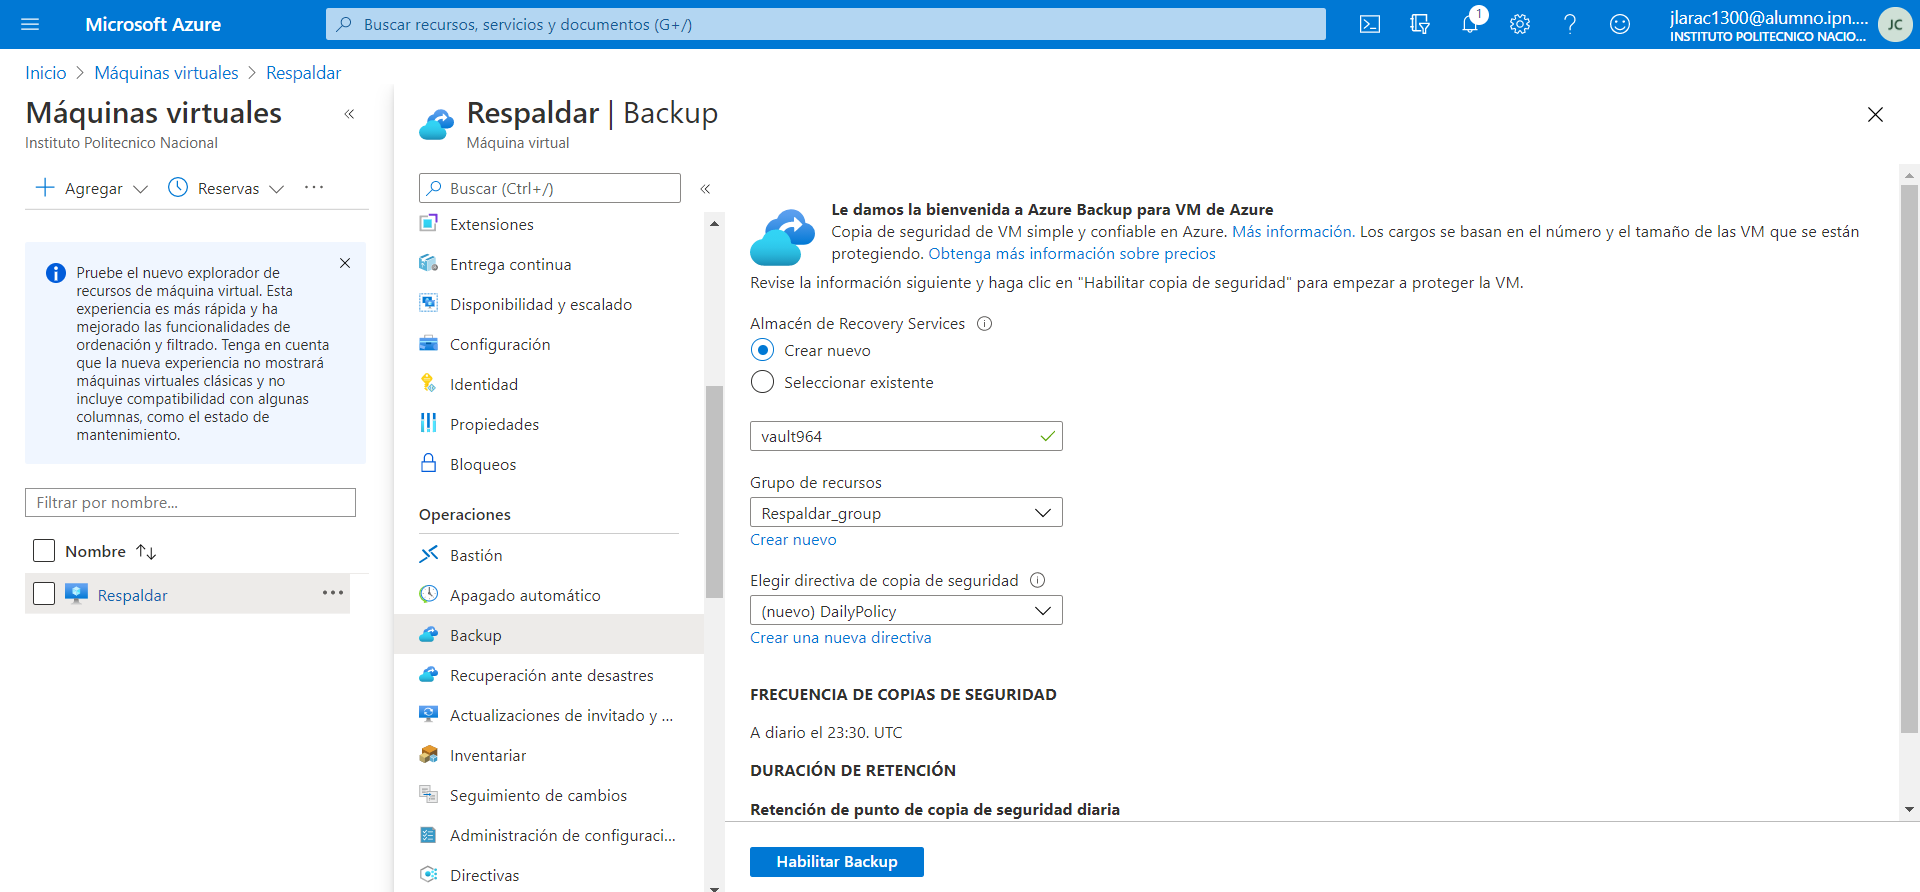 Microsoft Azure
Buscar recursos, servicios y documentos (G+/)
1
jlarac1300@alumno.ipn....
INSTITUTO POLITECNICO NACIO...
JC
Inicio > Máquinas virtuales > Respaldar
Máquinas virtuales
Instituto Politecnico Nacional
Agregar
Reservas
Pruebe el nuevo explorador de
recursos de máquina virtual. Esta
experiencia es más rápida y ha
mejorado las funcionalidades de
ordenación y filtrado. Tenga en cuenta
que la nueva experiencia no mostrará
máquinas virtuales clásicas y no
incluye compatibilidad con algunas
columnas, como el estado de
mantenimiento.
Filtrar por nombre...
Nombre
Respaldar
Respaldar | Backup
Máquina virtual
Buscar (Ctrl+/)
Extensiones
Entrega continua
Disponibilidad y escalado
Configuración
Identidad
Propiedades
Bloqueos
Operaciones
Bastión
Apagado automático
Backup
Recuperación ante desastres
Actualizaciones de invitado y ...
Inventariar
Seguimiento de cambios
Administración de configuraci...
Directivas
Le damos la bienvenida a Azure Backup para VM de Azure
Copia de seguridad de VM simple y confiable en Azure. Más información. Los cargos se basan en el número y el tamaño de las VM que se están
protegiendo. Obtenga más información sobre precios
Revise la información siguiente y haga clic en "Habilitar copia de seguridad" para empezar a proteger la VM.
Almacén de Recovery Services
Crear nuevo
Seleccionar existente
vault964
Grupo de recursos
Respaldar_group
Crear nuevo
Elegir directiva de copia de seguridad
(nuevo) DailyPolicy
Crear una nueva directiva
FRECUENCIA DE COPIAS DE SEGURIDAD
A diario el 23:30. UTC
DURACIÓN DE RETENCIÓN
Retención de punto de copia de seguridad diaria
Habilitar Backup